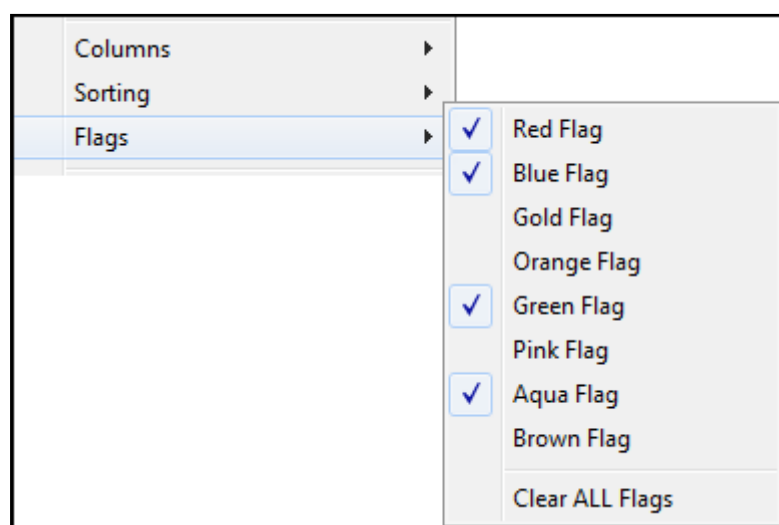 Columns
Sorting
Flags
Red Flag
Blue Flag
Gold Flag
Orange Flag
Green Flag
Pink Flag
Aqua Flag
Brown Flag
Clear ALL Flags